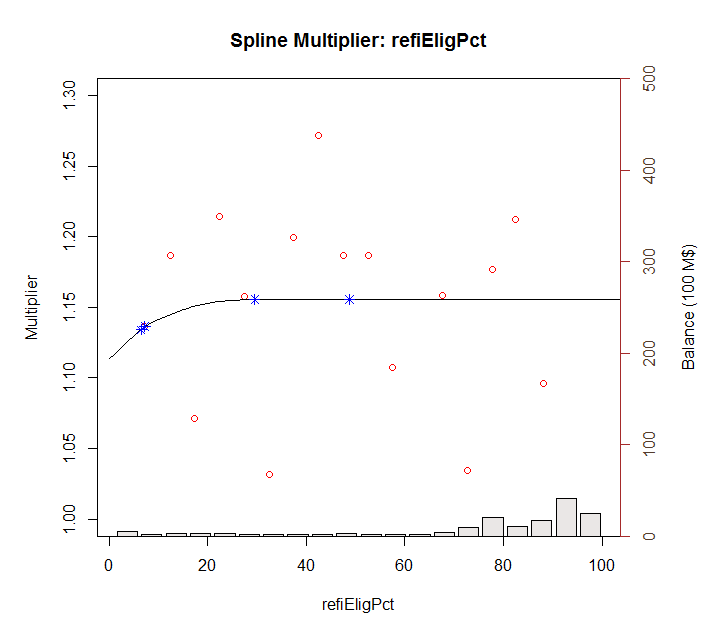 Spline Multiplier: refiEligPct
Multiplier
1.30
1.25
1.20
1.15
1.10
1.05
1.00
500
400
300
200
100
0
Balance (100 M$)
0 20 40 60 80 100
refiEligPct